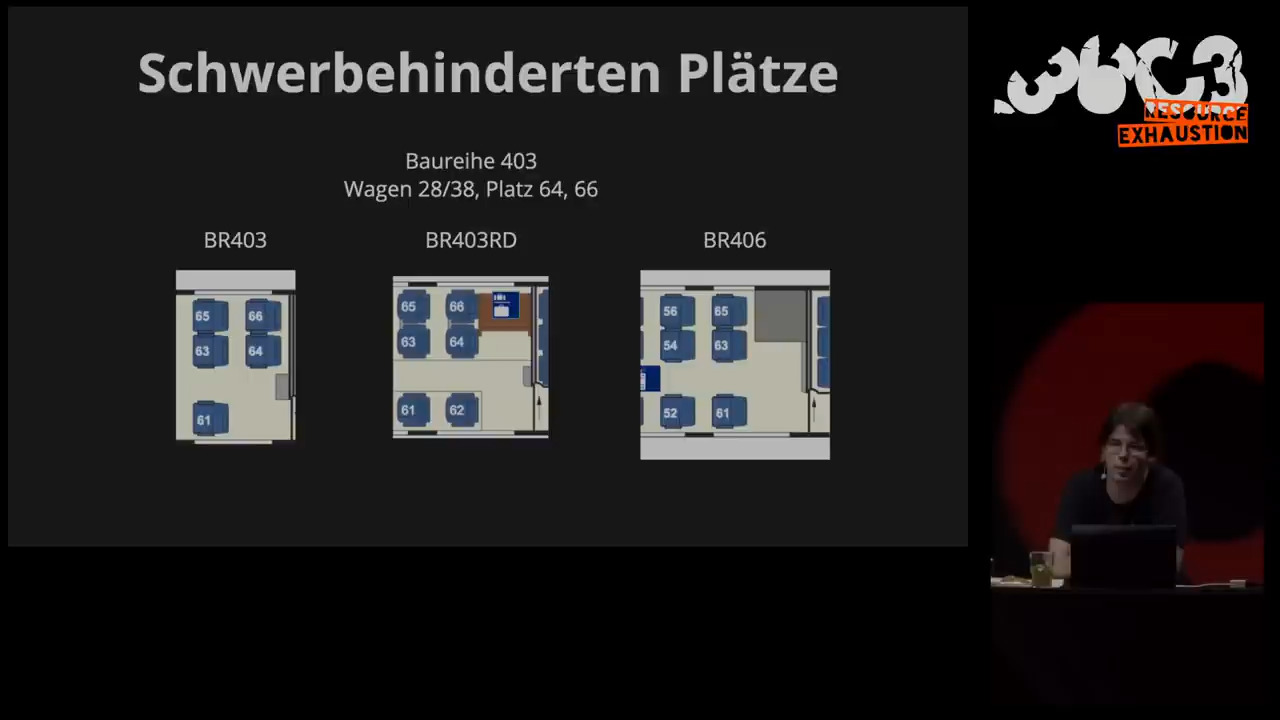 Schwerbehinderten Plätze
Baureihe 403
Wagen 28/38, Platz 64, 66
BR403
BR403RD
BR406
65 66
63 64
61
65 66
63 64
61 62
56 65
54 63
52 61
36C3
RESOURCE
EXHAUSTION